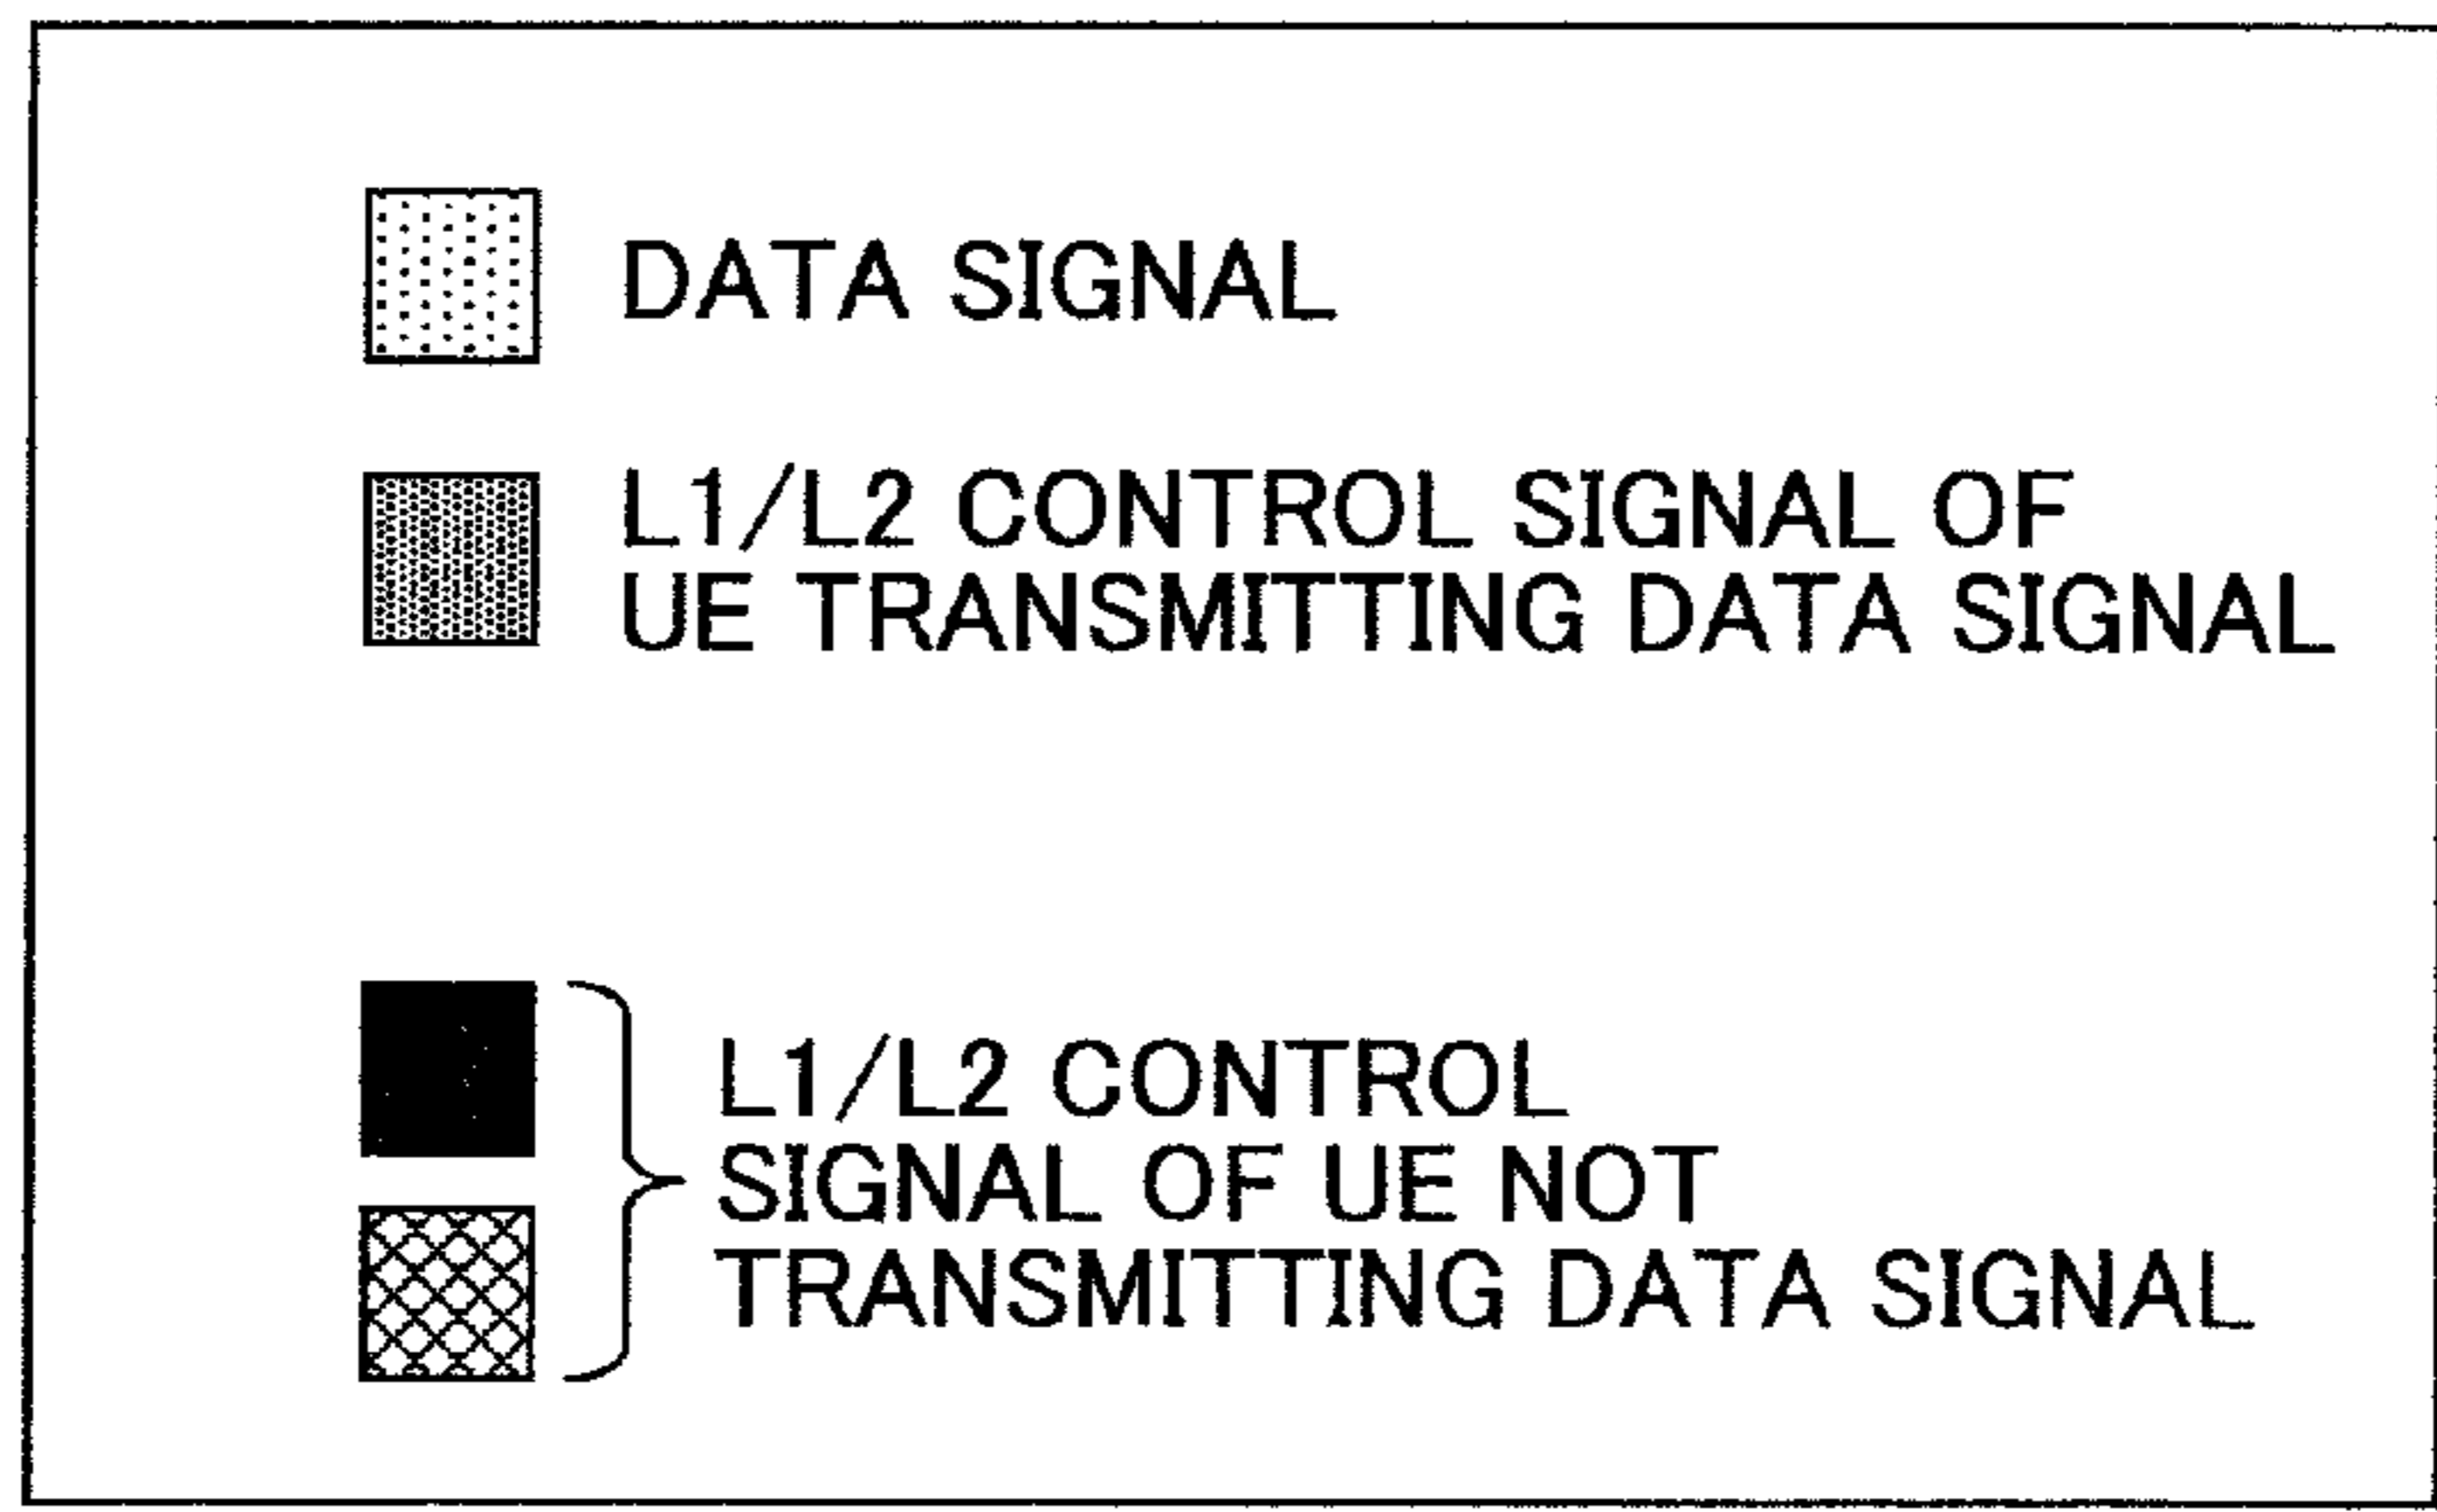 DATA SIGNAL
L1/L2 CONTROL SIGNAL OF
UE TRANSMITTING DATA SIGNAL
L1/L2 CONTROL
SIGNAL OF UE NOT
TRANSMITTING DATA SIGNAL